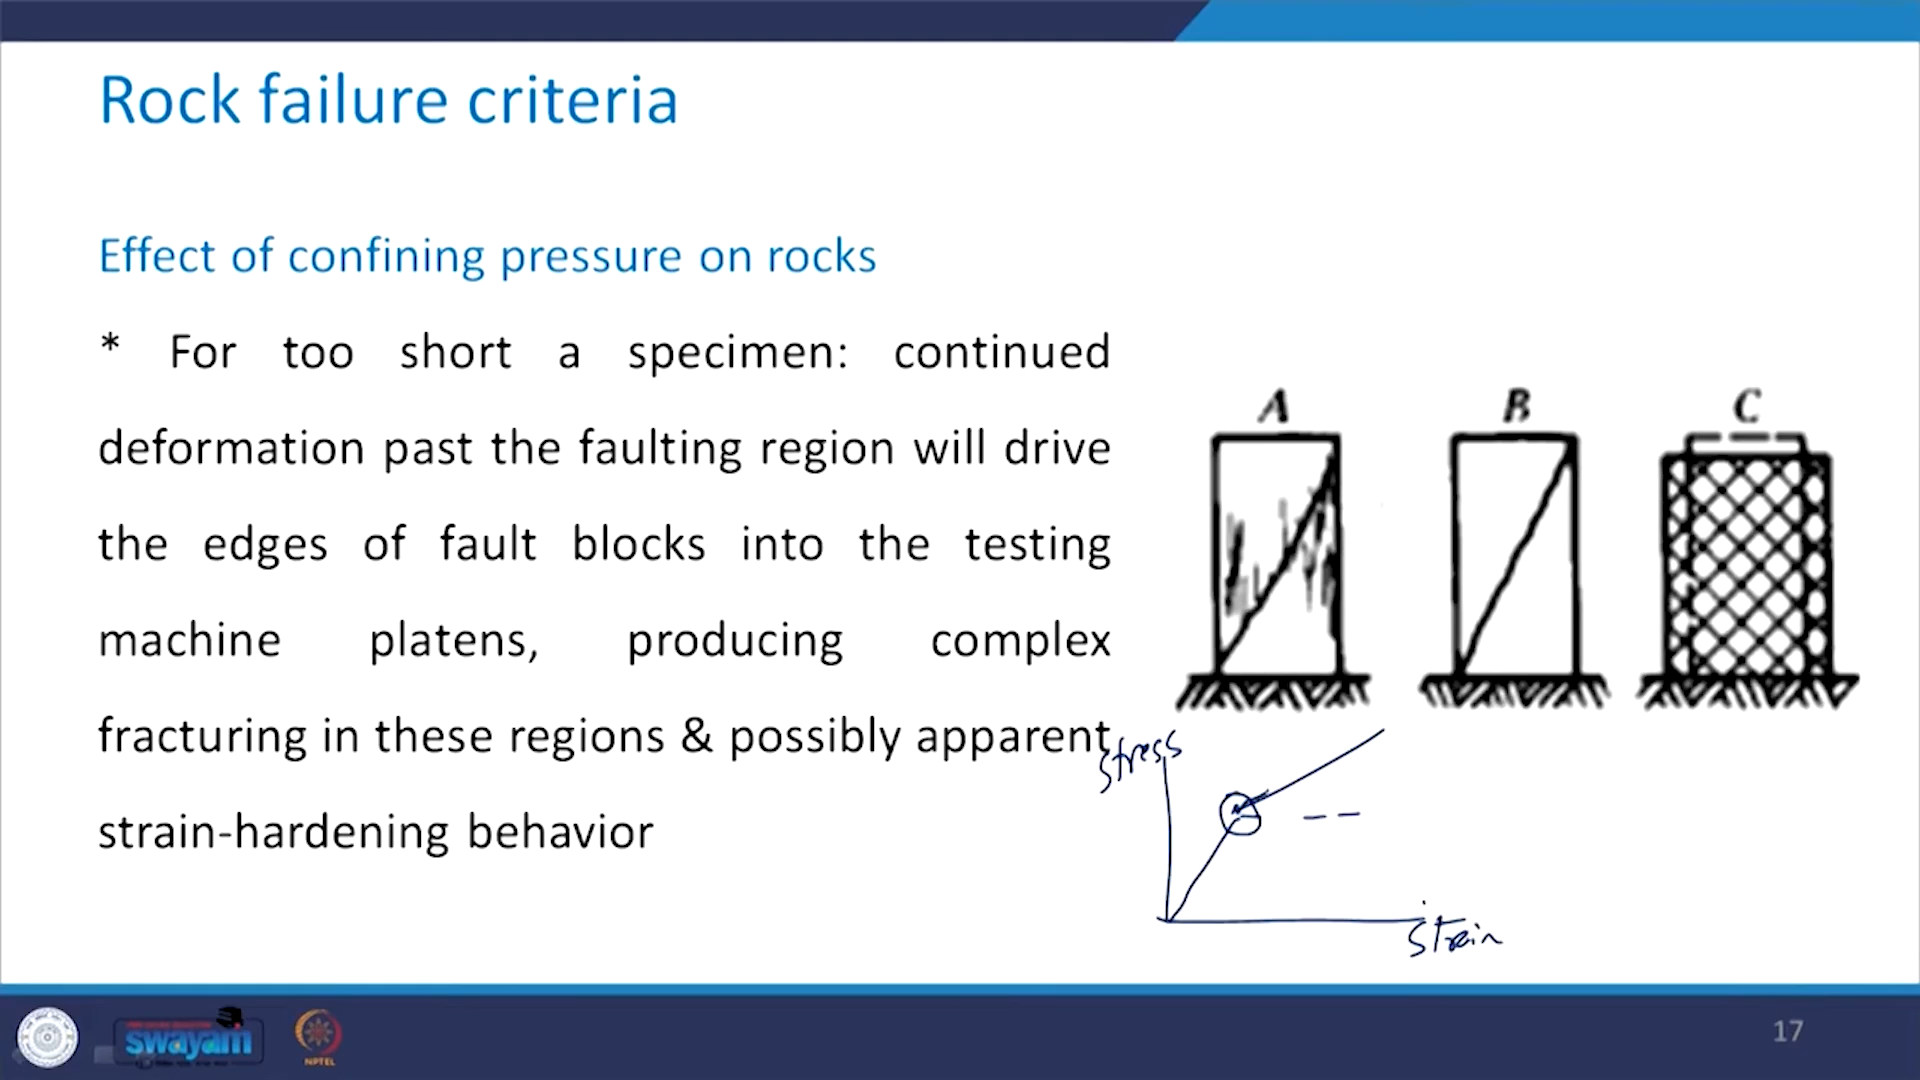 Rock failure criteria
Effect of confining pressure on rocks
* For too short a specimen: continued
deformation past the faulting region will drive
the edges of fault blocks into the testing
machine platens, producing complex
fracturing in these regions & possibly apparent
strain-hardening behavior
A B C
Stress
Strain
swayam
NPTEL
17